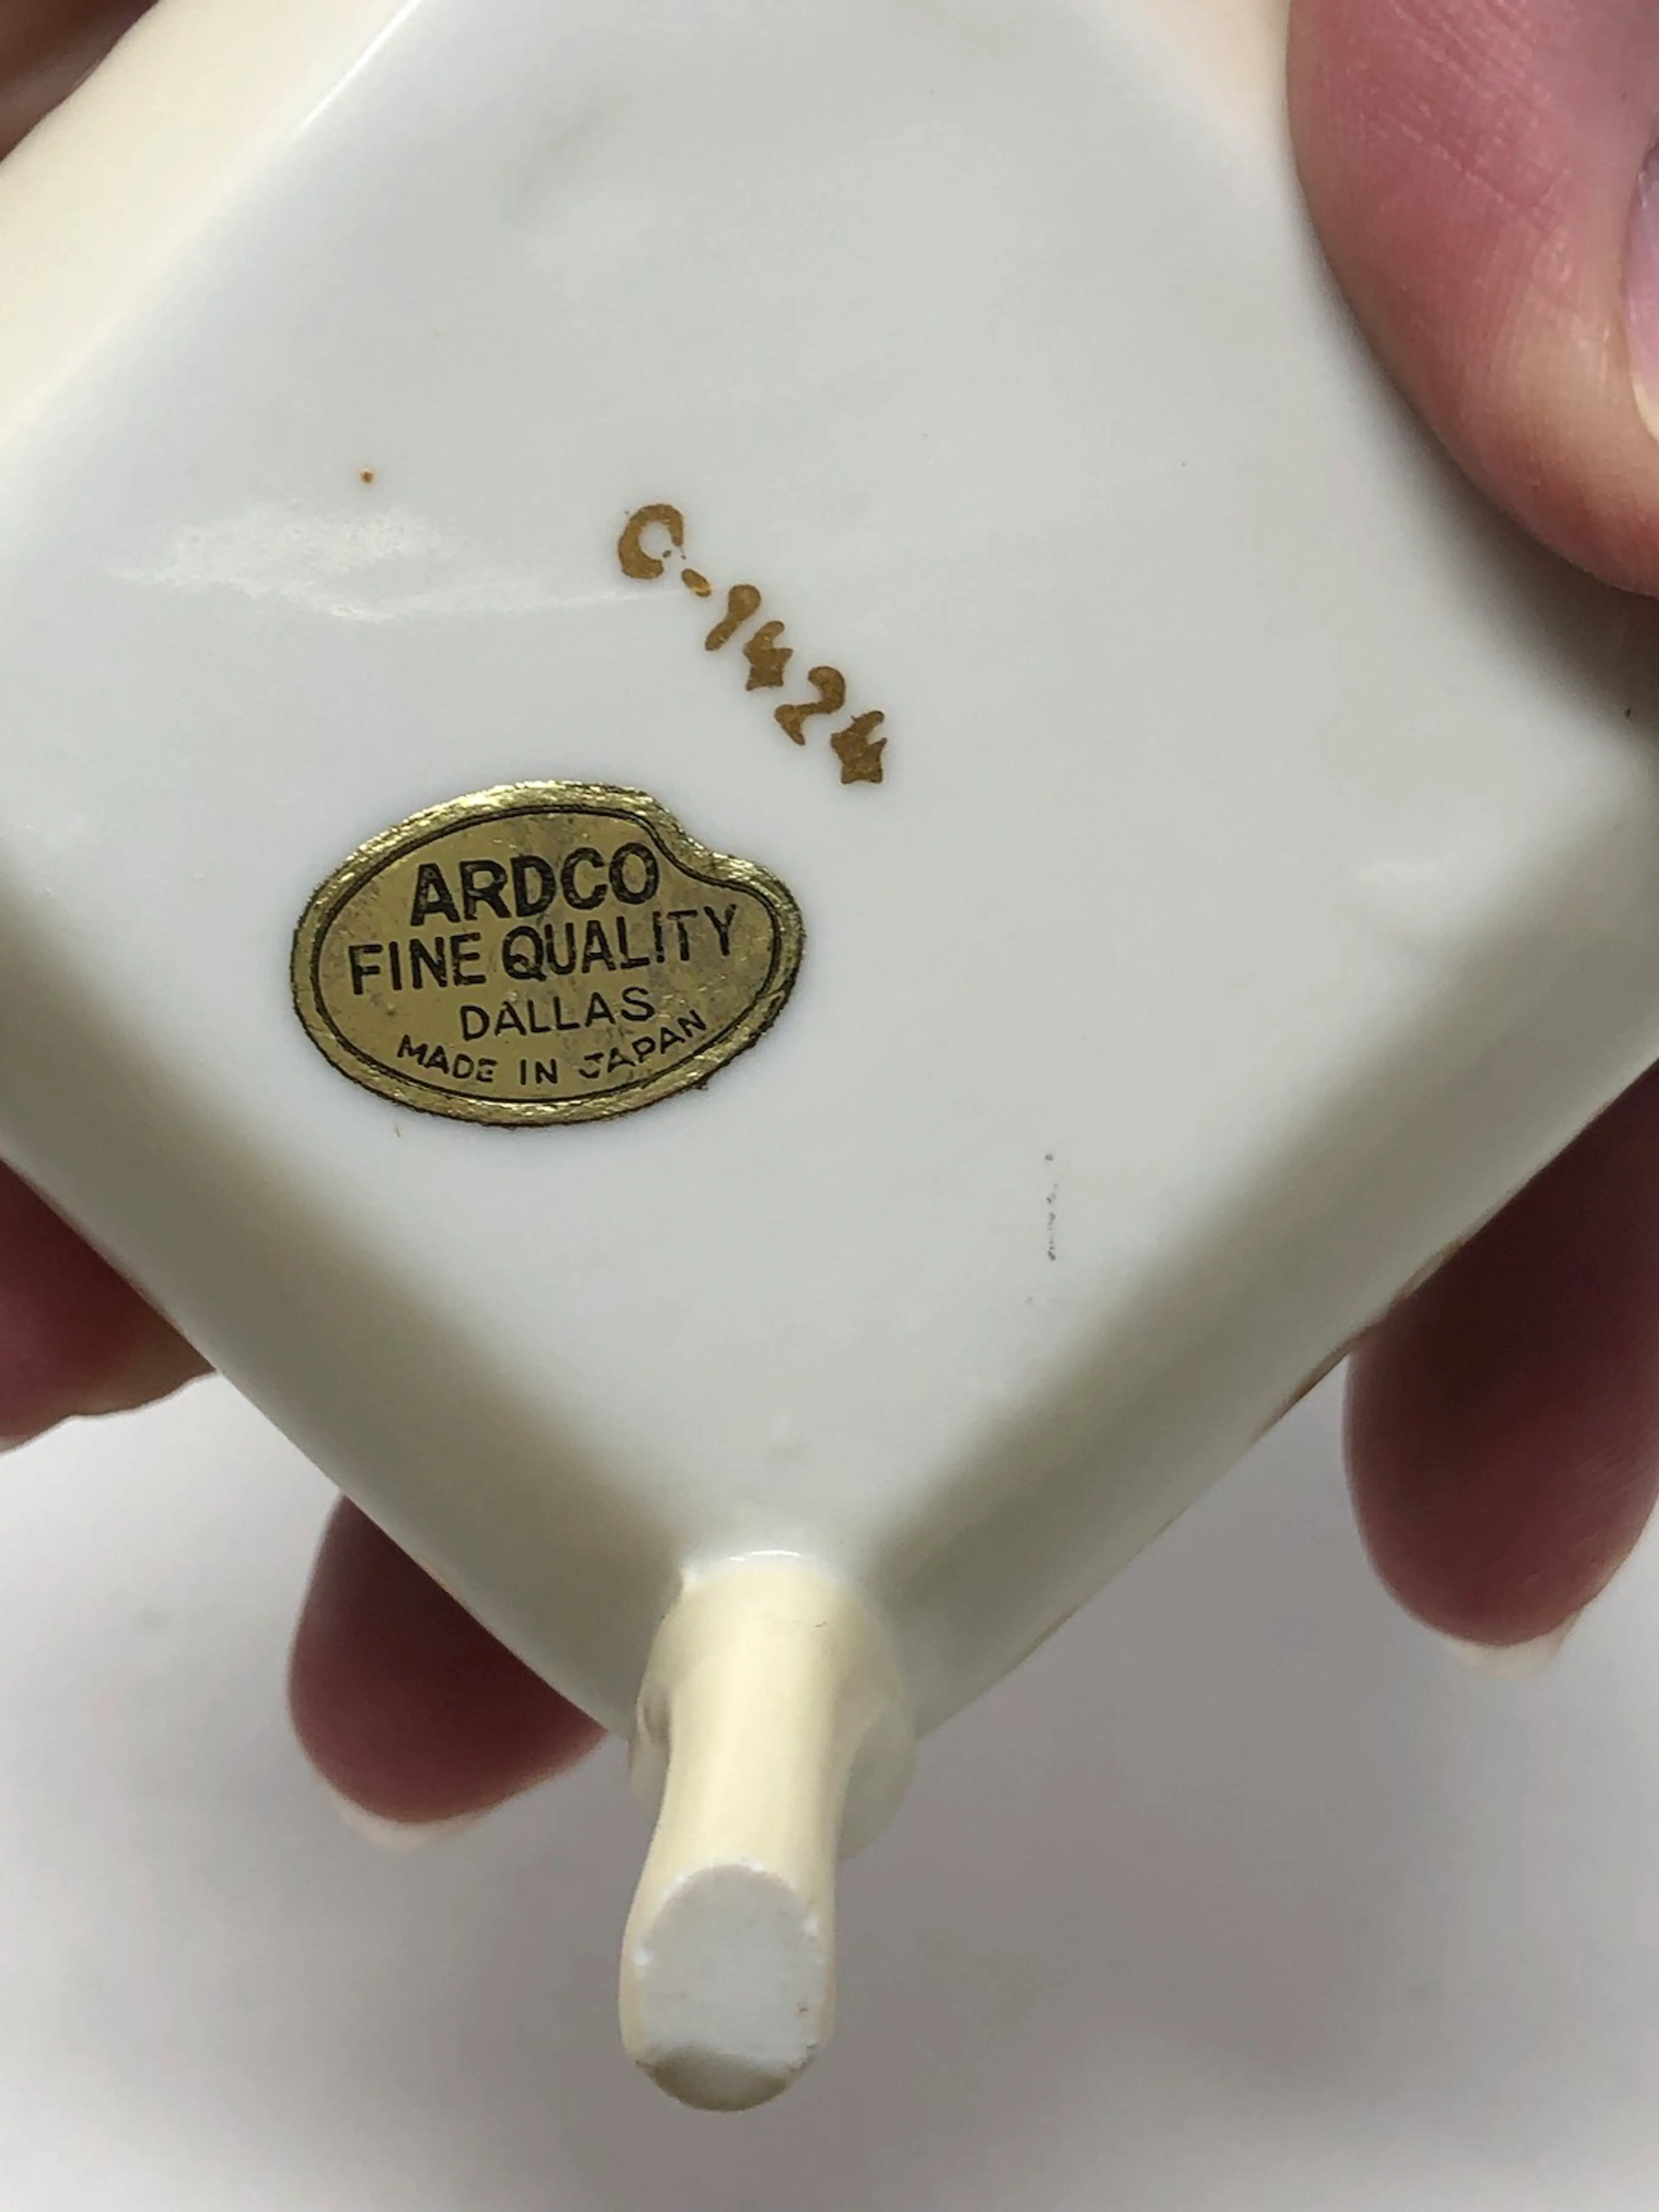 C-1424
ARDCO
FINE QUALITY
DALLAS
MADE IN JAPAN